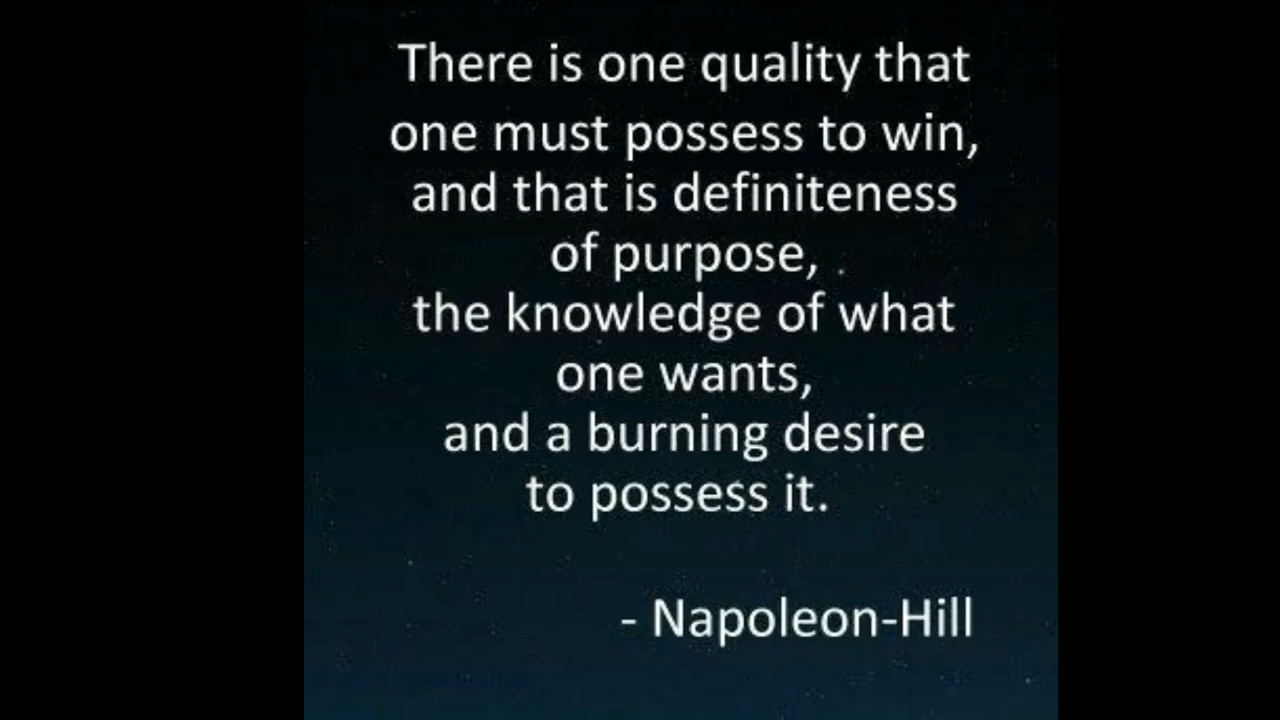 There is one quality that
one must possess to win,
and that is definiteness
of purpose,
the knowledge of what
one wants,
and a burning desire
to possess it.
- Napoleon-Hill